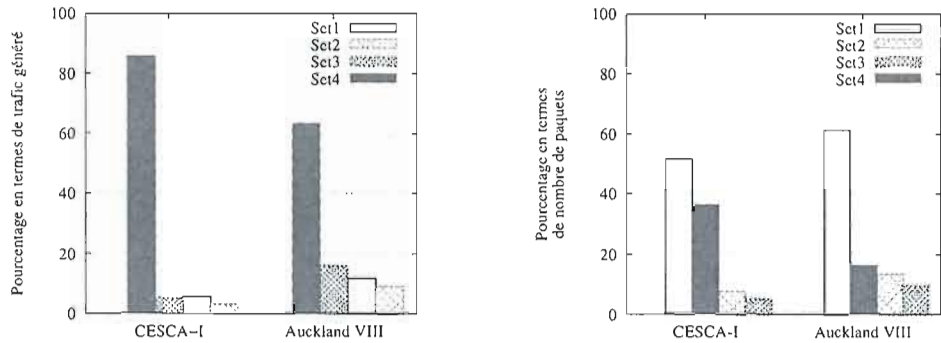 Pourcentage en termes de trafic généré
100
80
60
40
20
0
Set1
Set2
Set3
Set4
CESCA-I
Auckland VIII
Pourcentage en termes
de nombre de paquets
100
80
60
40
20
0
Set1
Set2
Set3
Set4
CESCA-I
Auckland VIII